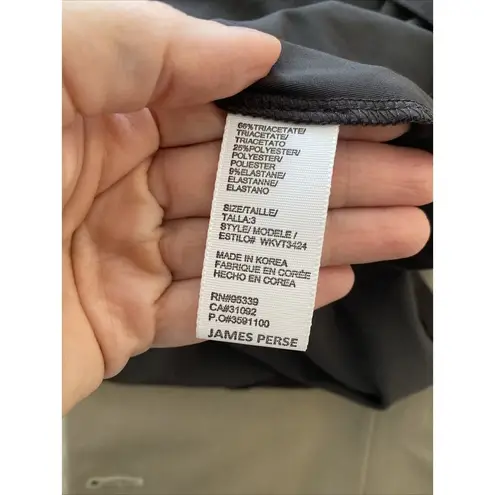 66%TRIACETATE/
TRIACETATE/
TRIACETATO
25%POLYESTER/
POLYESTER/
POLIESTER
9%ELASTANE/
ELASTANNE/
ELASTANO
SIZE/TAILLE/
TALLA:3
STYLE/ MODELE /
ESTILO# WKVT3424
MADE IN KOREA
FABRIQUE EN CORÉE
HECHO EN COREA
RN#95339
CA#31092
P.O#3591100
JAMES PERSE